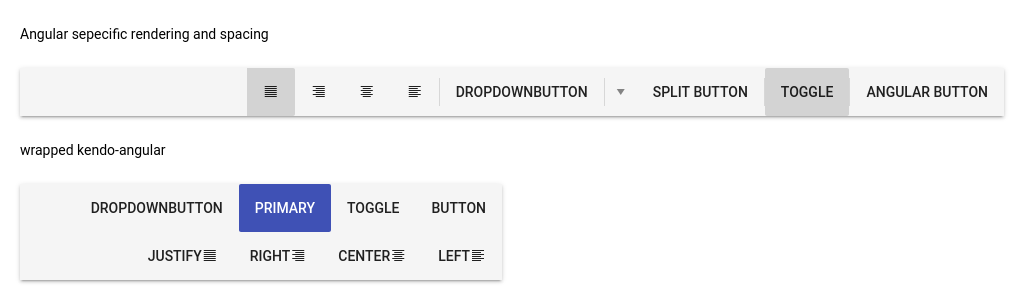 Angular sepecific rendering and spacing
DROPDOWNBUTTON SPLIT BUTTON TOGGLE ANGULAR BUTTON
wrapped kendo-angular
DROPDOWNBUTTON PRIMARY TOGGLE BUTTON
JUSTIFY RIGHT CENTER LEFT